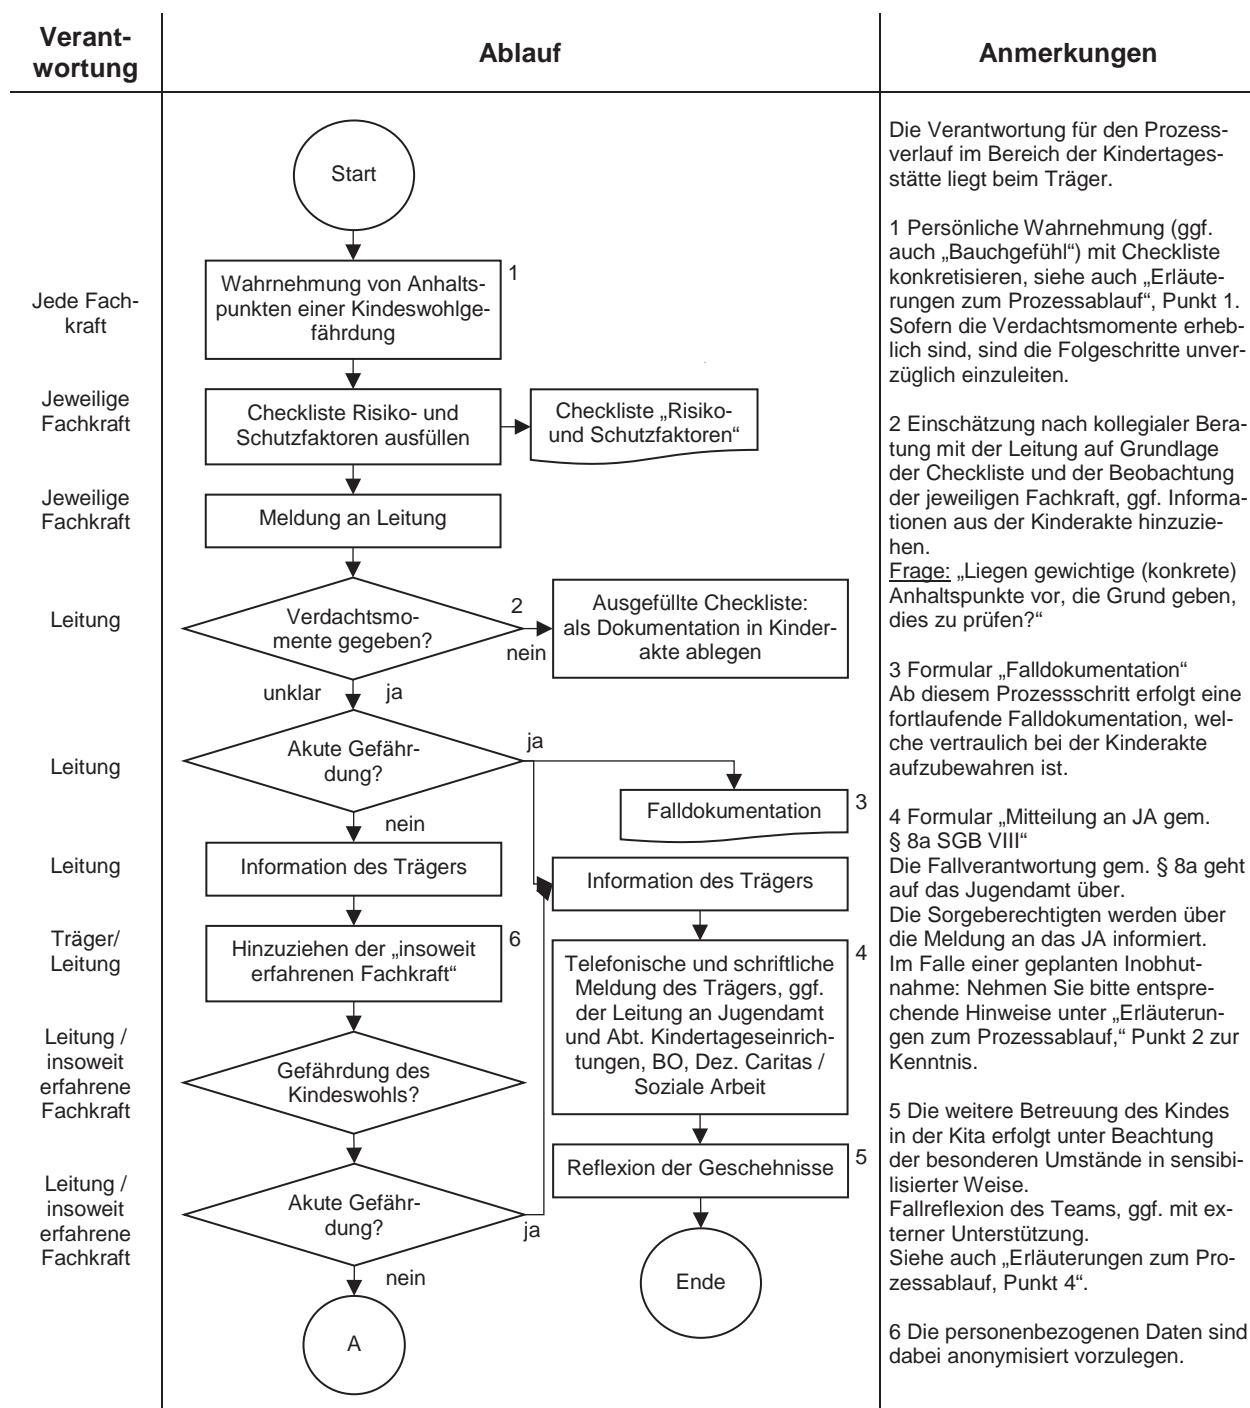 Verant-
wortung
Ablauf
Anmerkungen
Start
Jede Fach-
kraft
Wahrnehmung von Anhalts-
punkten einer Kindeswohlge-
fährdung
1
Jeweilige
Fachkraft
Checkliste Risiko- und
Schutzfaktoren ausfüllen
Checkliste „Risiko-
und Schutzfaktoren“
Jeweilige
Fachkraft
Meldung an Leitung
Leitung
Verdachtsmo-
mente gegeben?
2
nein
Ausgefüllte Checkliste:
als Dokumentation in Kinder-
akte ablegen
unklar
ja
Leitung
Akute Gefähr-
dung?
ja
Falldokumentation
3
nein
Leitung
Information des Trägers
Information des Trägers
Träger/
Leitung
Hinzuziehen der „insoweit
erfahrenen Fachkraft“
6
Telefonische und schriftliche
Meldung des Trägers, ggf.
der Leitung an Jugendamt
und Abt. Kindertageseinrich-
tungen, BO, Dez. Caritas /
Soziale Arbeit
4
Leitung /
insoweit
erfahrene
Fachkraft
Gefährdung des
Kindeswohls?
Reflexion der Geschehnisse
5
Leitung /
insoweit
erfahrene
Fachkraft
Akute Gefähr-
dung?
ja
nein
Ende
A
Die Verantwortung für den Prozess-
verlauf im Bereich der Kindertages-
stätte liegt beim Träger.
1 Persönliche Wahrnehmung (ggf.
auch „Bauchgefühl“) mit Checkliste
konkretisieren, siehe auch „Erläute-
rungen zum Prozessablauf“, Punkt 1.
Sofern die Verdachtsmomente erheb-
lich sind, sind die Folgeschritte unver-
züglich einzuleiten.
2 Einschätzung nach kollegialer Bera-
tung mit der Leitung auf Grundlage
der Checkliste und der Beobachtung
der jeweiligen Fachkraft, ggf. Informa-
tionen aus der Kinderakte hinzuzie-
hen.
Frage: „Liegen gewichtige (konkrete)
Anhaltspunkte vor, die Grund geben,
dies zu prüfen?“
3 Formular „Falldokumentation“
Ab diesem Prozessschritt erfolgt eine
fortlaufende Falldokumentation, wel-
che vertraulich bei der Kinderakte
aufzubewahren ist.
4 Formular „Mitteilung an JA gem.
§ 8a SGB VIII“
Die Fallverantwortung gem. § 8a geht
auf das Jugendamt über.
Die Sorgeberechtigten werden über
die Meldung an das JA informiert.
Im Falle einer geplanten Inobhut-
nahme: Nehmen Sie bitte entspre-
chende Hinweise unter „Erläuterun-
gen zum Prozessablauf,“ Punkt 2 zur
Kenntnis.
5 Die weitere Betreuung des Kindes
in der Kita erfolgt unter Beachtung
der besonderen Umstände in sensibi-
lisierter Weise.
Fallreflexion des Teams, ggf. mit ex-
terner Unterstützung.
Siehe auch „Erläuterungen zum Pro-
zessablauf, Punkt 4“.
6 Die personenbezogenen Daten sind
dabei anonymisiert vorzulegen.